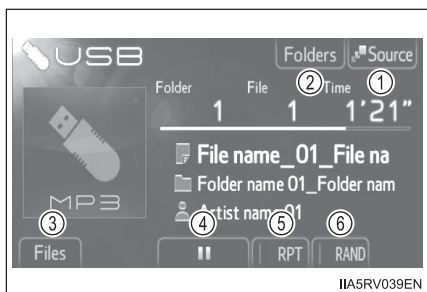 USB
Folders Source
② ①
Folder File Time
1 1 1'21"
File name_01_File na
Folder name 01_Folder nam
Artist name 01
MP3
③ ④ ⑤ ⑥
Files RPT RAND
IIA5RV039EN